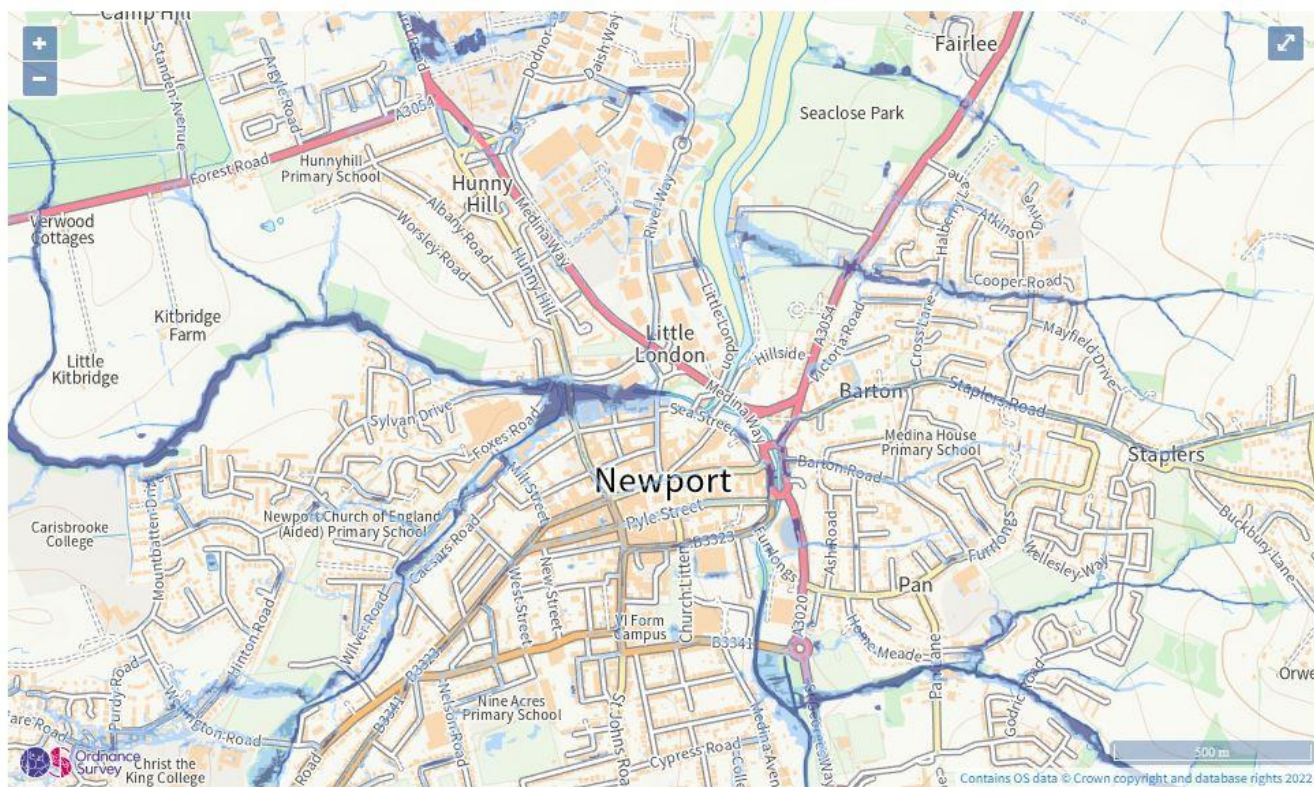 Camp Hill
+
−
Standen Avenue
Argyle Road
Dodnor
Daish Way
Fairlee
A3054
Forest Road
Seaclose Park
Hunnyhill
Primary School
Hunny
Hill
River Way
Medina Way
Albany Road
Worsley Road
Hunny Hill
Halberry La
Atkinson
Drive
Verwood
Cottages
Kitbridge
Farm
Little
Kitbridge
Cooper Road
Little
London
Little London
Hillside
A3054
Victoria Road
Cross Lane
Mayfield Drive
Barton
Staplers Road
Sylvan Drive
Foxes Road
Sea Street
Medina Way
Medina House
Primary School
Staplers
Newport
Barton Road
Mill Street
Pyle Street
Carisbrooke
College
Mountbatten Drive
Newport Church of England
(Aided) Primary School
Caesars Road
B3323
Furrlongs
Ash Road
Furrlongs
Mellesley Way
Buckbury Lane
West Street
New Street
Church Litten
Pan
VI Form
Campus
A3020
B3341
Home Meade
Pan Lane
Wilver Road
Hinton Road
Purdy Road
Wellington Road
B3323
B3341
Nelson Road
Nine Acres
Primary School
St Johns Roa
Godric Road
Orwe
Ordnance
Survey
Christ the
King College
Road
Cypress Road
Medina Aven
500 m
Contains OS data © Crown copyright and database rights 2022